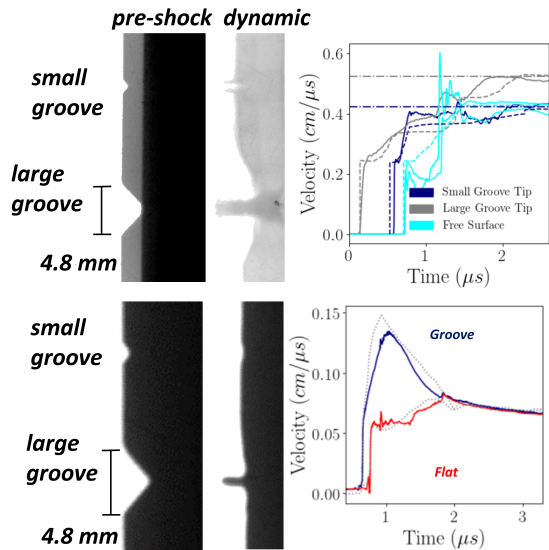 pre-shock dynamic
small
groove
large
groove
4.8 mm
0.6
0.4
0.2
0.0
Velocity (cm/μs)
Small Groove Tip
Large Groove Tip
Free Surface
0 1 2
Time (μs)
small
groove
large
groove
4.8 mm
0.15
0.10
0.05
0.00
Velocity (cm/μs)
Groove
Flat
1 2 3
Time (μs)